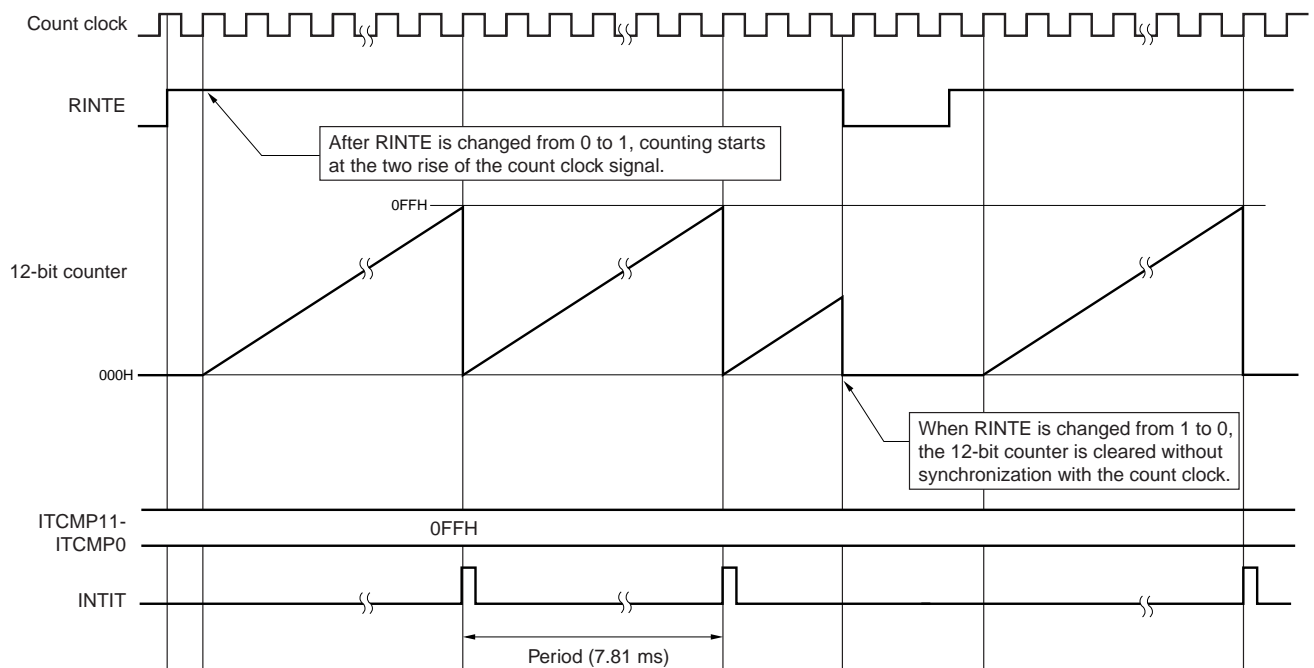 Count clock
RINTE
After RINTE is changed from 0 to 1, counting starts
at the two rise of the count clock signal.
0FFH
12-bit counter
000H
When RINTE is changed from 1 to 0,
the 12-bit counter is cleared without
synchronization with the count clock.
ITCMP11-
ITCMP0
0FFH
INTIT
Period (7.81 ms)